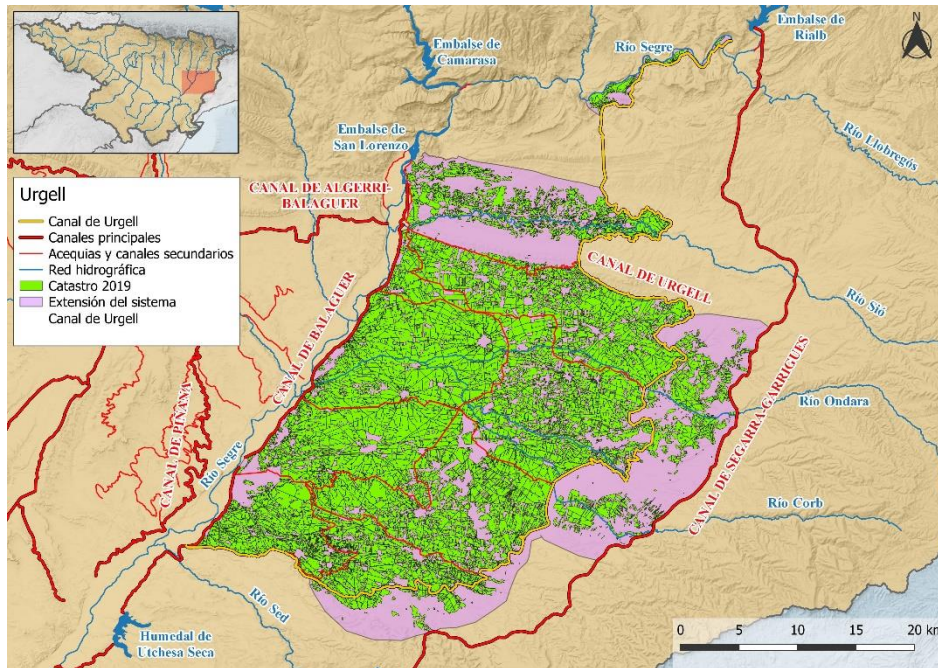 Embalse de
Rialb
N
Embalse de
Camarasa
Río Segre
Embalse de
San Lorenzo
Río Llobregós
CANAL DE ALGERRI-
BALAGUER
Urgell
Canal de Urgell
Canales principales
Acequias y canales secundarios
Red hidrográfica
Catastro 2019
Extensión del sistema
Canal de Urgell
CANAL DE URGELL
Río Sió
CANAL DE BALAGUER
CANAL DE PIÑANA
Río Segre
CANAL DE SEGARRA GARRIGUES
Río Ondara
Río Corb
Río Sed
Humedal de
Utchesa Seca
0 5 10 15 20 km